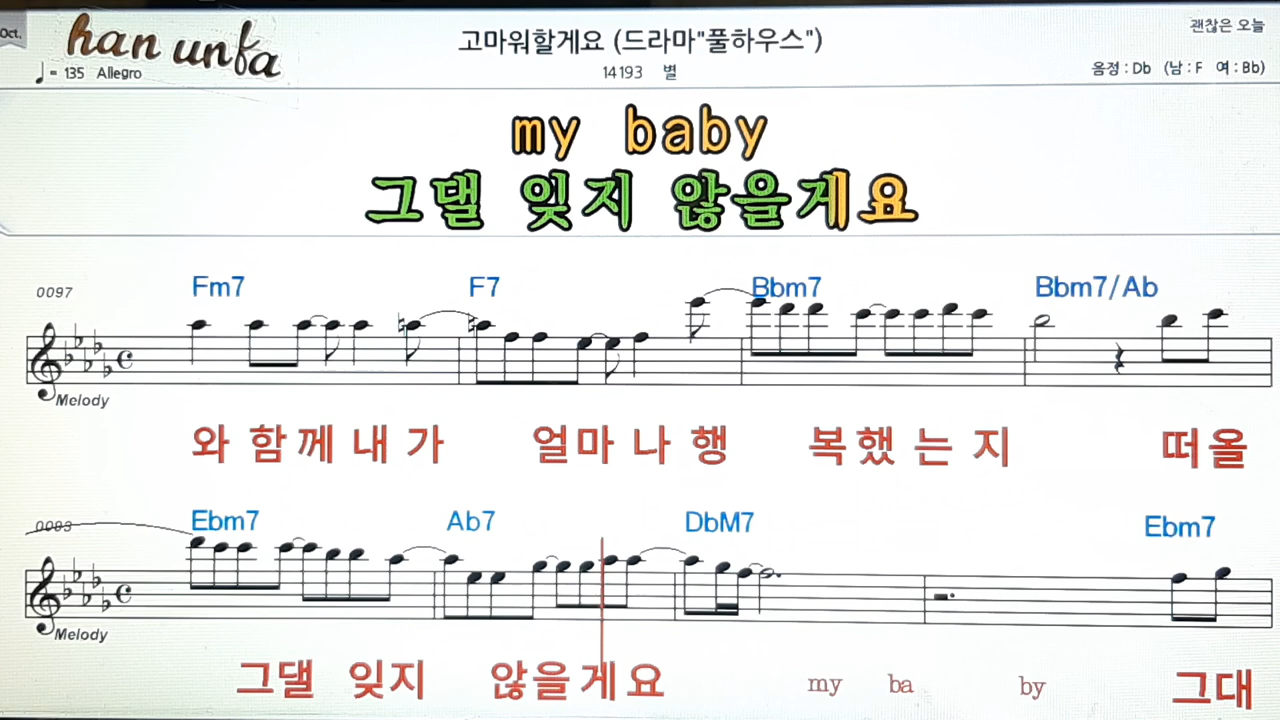 Oct.
han unfa
고마워할게요 (드라마"풀하우스")
괜찮은 오늘
♩= 135 Allegro
14193 별
음정 : Db (남 : F 여 : Bb)
my baby
그댈 잊지 않을게요
0097
Fm7 F7 Bbm7 Bbm7/Ab
Melody
와 함 께 내 가 얼마 나 행 복했 는 지 떠올
0093
Ebm7 Ab7 DbM7 Ebm7
Melody
그댈 잊지 않을게요 my ba by 그대